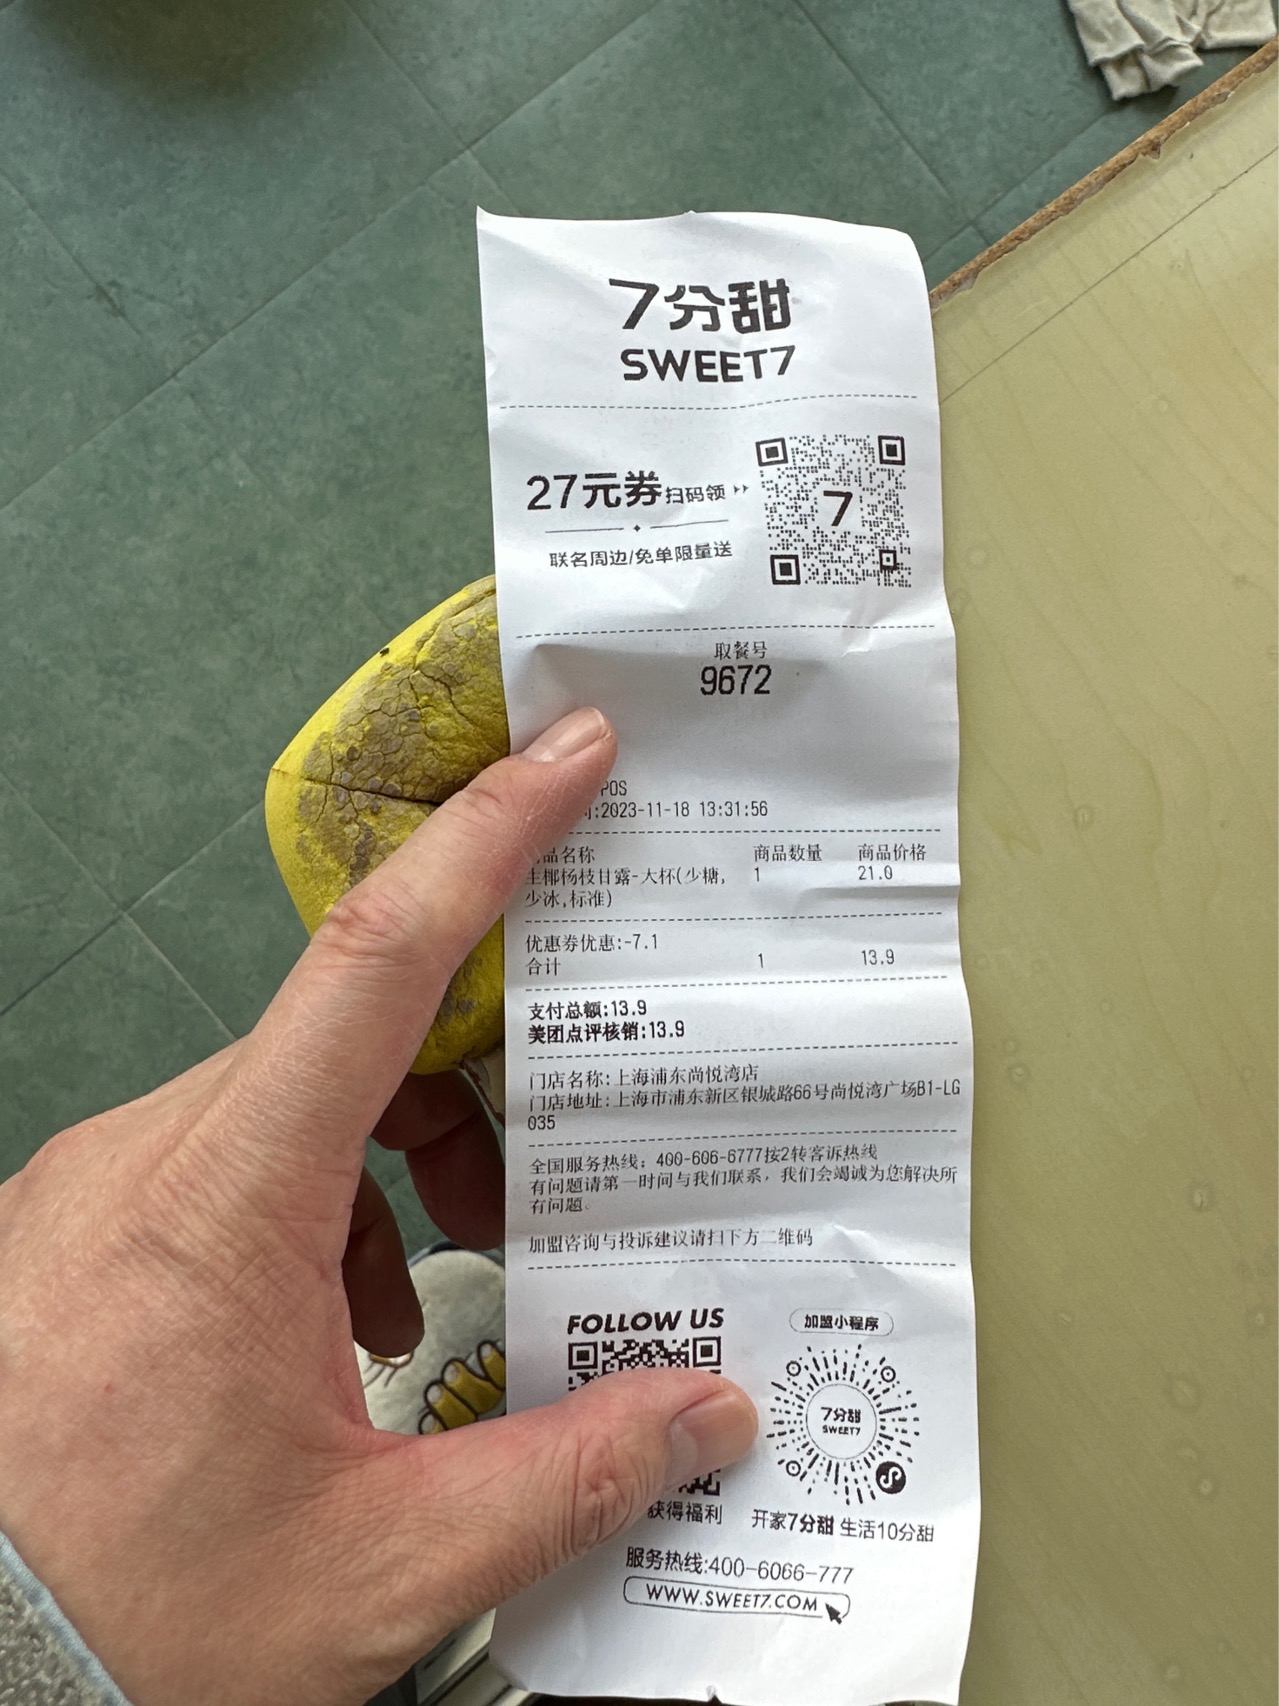 7分甜
SWEET7
27元券扫码领
联名周边/免单限量送
7
取餐号
9672
POS
:2023-11-18 13:31:56
品名称 商品数量 商品价格
生椰杨枝甘露-大杯(少糖, 1 21.0
少冰,标准)
优惠券优惠:-7.1
合计 1 13.9
支付总额:13.9
美团点评核销:13.9
门店名称:上海浦东尚悦湾店
门店地址:上海市浦东新区银城路66号尚悦湾广场B1-LG
035
全国服务热线：400-606-6777按2转客诉热线
有问题请第一时间与我们联系，我们会竭诚为您解决所
有问题。
加盟咨询与投诉建议请扫下方二维码
FOLLOW US
加盟小程序
7分甜
SWEET7
获得福利
开家7分甜 生活10分甜
服务热线:400-6066-777
WWW.SWEET7.COM